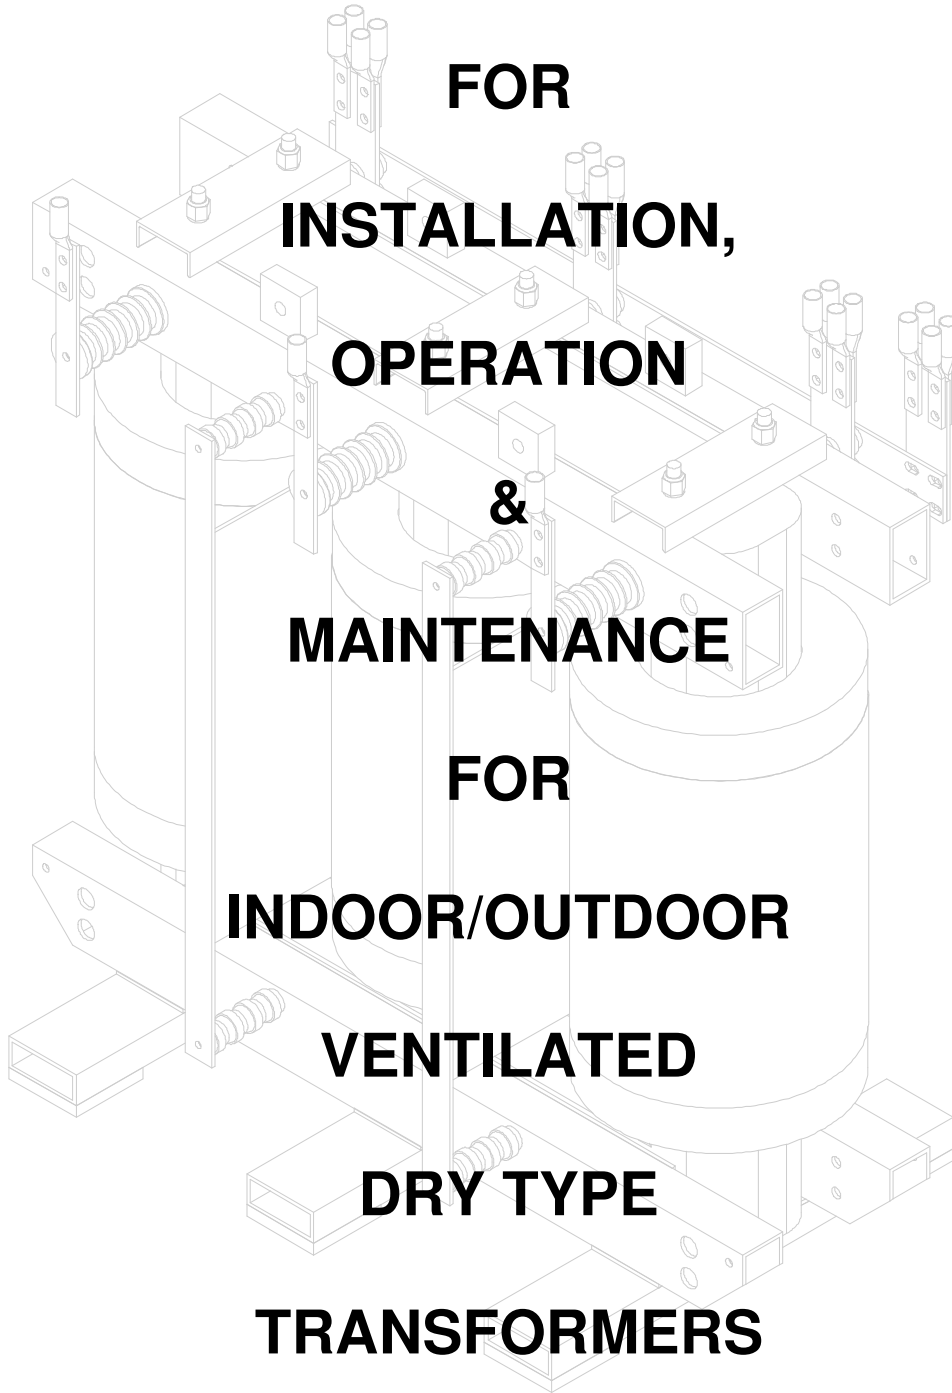 FOR
INSTALLATION,
OPERATION
&
MAINTENANCE
FOR
INDOOR/OUTDOOR
VENTILATED
DRY TYPE
TRANSFORMERS